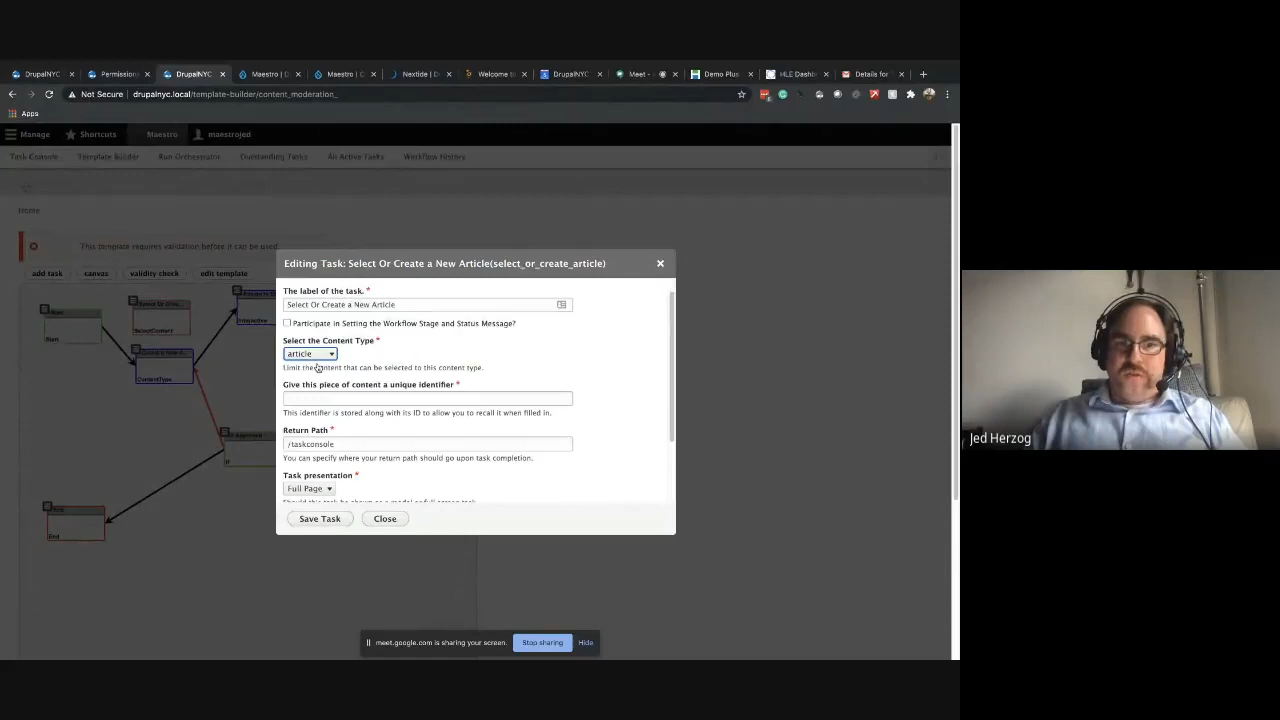 DrupalNYC
Permission
DrupalNYC
Maestro | D
Maestro | C
Nextide | D
Welcome to
DrupalNYC
Meet -
Demo Plus
HLE Dashb
Details for
Not Secure
drupalnyc.local/template-builder/content_moderation_
Apps
Manage
Shortcuts
Maestro
maestrojed
Task Console
Template Builder
Run Orchestrator
Outstanding Tasks
All Active Tasks
Workflow History
Home
This template requires validation before it can be used.
add task
canvas
validity check
edit template
Start
SelectContent
Interactive
ContentType
If
End
Editing Task: Select Or Create a New Article(select_or_create_article)
The label of the task. *
Select Or Create a New Article
Participate in Setting the Workflow Stage and Status Message?
Select the Content Type *
article
Limit the content that can be selected to this content type.
Give this piece of content a unique identifier *
This identifier is stored along with its ID to allow you to recall it when filled in.
Return Path *
/taskconsole
You can specify where your return path should go upon task completion.
Task presentation *
Full Page
Save Task
Close
meet.google.com is sharing your screen.
Stop sharing
Hide
Jed Herzog